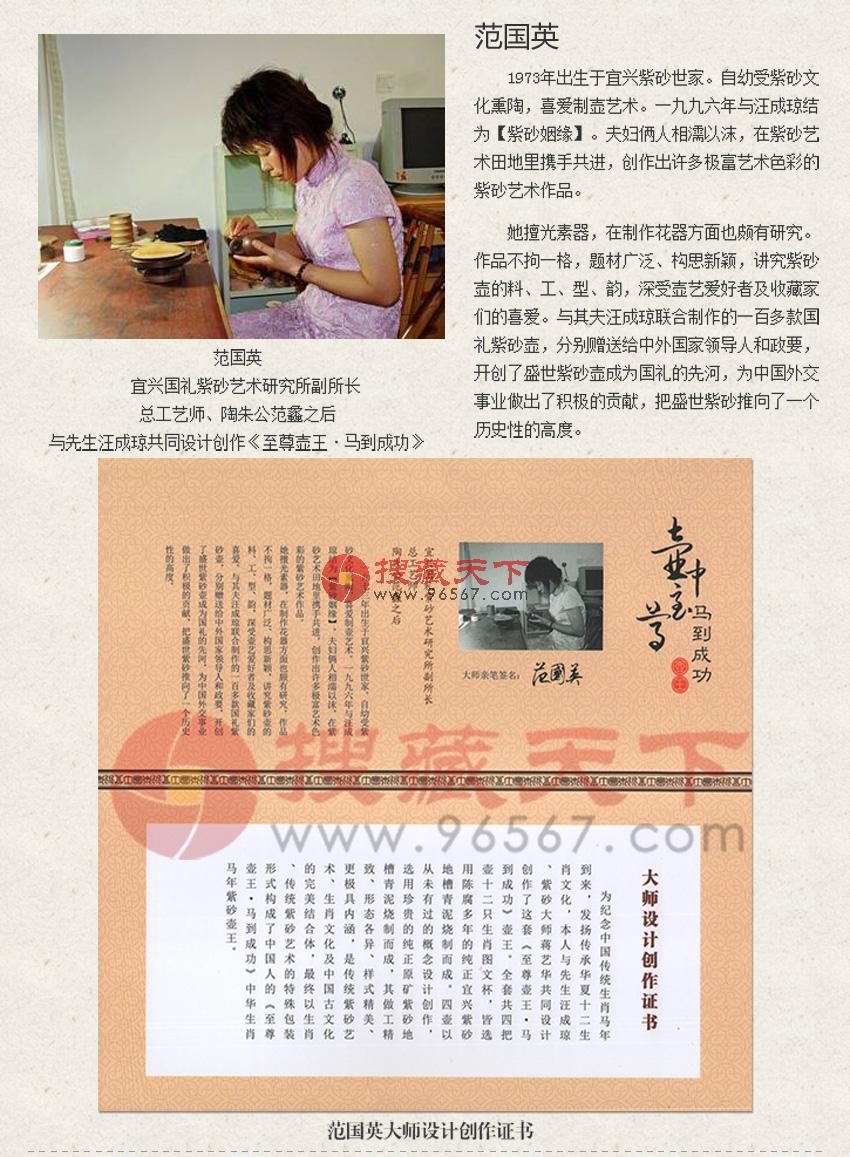 范国英
1973年出生于宜兴紫砂世家。自幼受紫砂文
化熏陶，喜爱制壶艺术。一九九六年与汪成琼结
为【紫砂姻缘】。夫妇俩人相濡以沫，在紫砂艺
术田地里携手共进，创作出许多极富艺术色彩的
紫砂艺术作品。
她擅光素器，在制作花器方面也颇有研究。
作品不拘一格，题材广泛、构思新颖，讲究紫砂
壶的料、工、型、韵，深受壶艺爱好者及收藏家
们的喜爱。与其夫汪成琼联合制作的一百多款国
礼紫砂壶，分别赠送给中外国家领导人和政要，
开创了盛世紫砂壶成为国礼的先河，为中国外交
事业做出了积极的贡献，把盛世紫砂推向了一个
历史性的高度。
范国英
宜兴国礼紫砂艺术研究所副所长
总工艺师、陶朱公范蠡之后
与先生汪成琼共同设计创作《至尊壶王·马到成功》
壶中至尊
马到成功
大师亲笔签名：
范國英
砂艺术研究所副所长
总工艺师
之后
年出生于宜兴紫砂世家。自幼受紫
喜爱制壶艺术。一九九六年与汪成
姻缘】。夫妇俩人相濡以沫，在紫
砂艺术田地里携手共进，创作出许多极富艺术色
彩的紫砂艺术作品。
她擅光素器，在制作花器方面也颇有研究。作品
不拘一格，题材广泛、构思新颖，讲究紫砂壶的
料、工、型、韵，深受壶艺爱好者及收藏家们的
喜爱。与其夫汪成琼联合制作的一百多款国礼紫
砂壶，分别赠送给中外国家领导人和政要，开创
了盛世紫砂壶成为国礼的先河，为中国外交事业
做出了积极的贡献，把盛世紫砂推向了一个历史
性的高度。
搜藏天下
www.96567.com
搜藏天下
www.96567.com
大师设计创作证书
为纪念中国传统生肖马年
到来，发扬传承华夏十二生
肖文化，本人与先生汪成琼
、紫砂大师蒋艺华共同设计
创作了这套《至尊壶王·马
到成功》壶王。全套共四把
壶十二只生肖图文杯，皆选
用陈腐多年的纯正宜兴紫砂
地槽青泥烧制而成。四壶以
从未有过的概念设计创作，
选用珍贵的纯正原矿紫砂地
槽青泥烧制而成，其做工精
致、形态各异、样式精美、
更极具内涵，是传统紫砂艺
术、生肖文化及中国古文化
的完美结合体，最终以生肖
、传统紫砂艺术的特殊包装
形式构成了中国人的《至尊
壶王·马到成功》中华生肖
马年紫砂壶王。
范国英大师设计创作证书